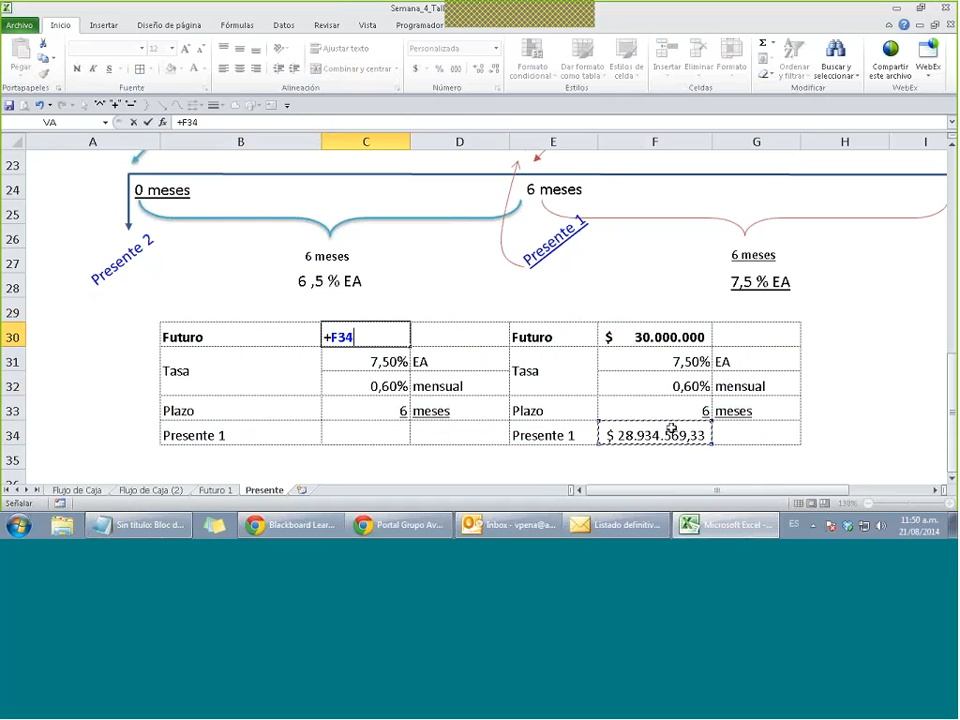 Semana_4_Tall
Archivo Inicio Insertar Diseño de página Fórmulas Datos Revisar Vista Programador
Pegar
12
N K S
Ajustar texto
Combinar y centrar
Personalizada
$ % 000
Formato condicional
Dar formato como tabla
Estilos de celda
Insertar Eliminar Formato
Ordenar y filtrar
Buscar y seleccionar
Compartir este archivo
WebEx
Portapapeles Fuente Alineación Número Estilos Celdas Modificar WebEx
VA +F34
A B C D E F G H I
23
24 0 meses 6 meses
25
26 Presente 2 Presente 1
27 6 meses 6 meses
28 6 ,5 % EA 7,5 % EA
29
30 Futuro +F34 Futuro $ 30.000.000
31 Tasa 7,50% EA Tasa 7,50% EA
32 0,60% mensual 0,60% mensual
33 Plazo 6 meses Plazo 6 meses
34 Presente 1 Presente 1 $ 28.934.569,33
35
Flujo de Caja Flujo de Caja (2) Futuro 1 Presente
Señalar 130%
Sin título: Bloc d... Blackboard Lear... Portal Grupo Av... Inbox - vpena@a... Listado definitiv... Microsoft Excel -... ES 11:50 a.m.
21/08/2014